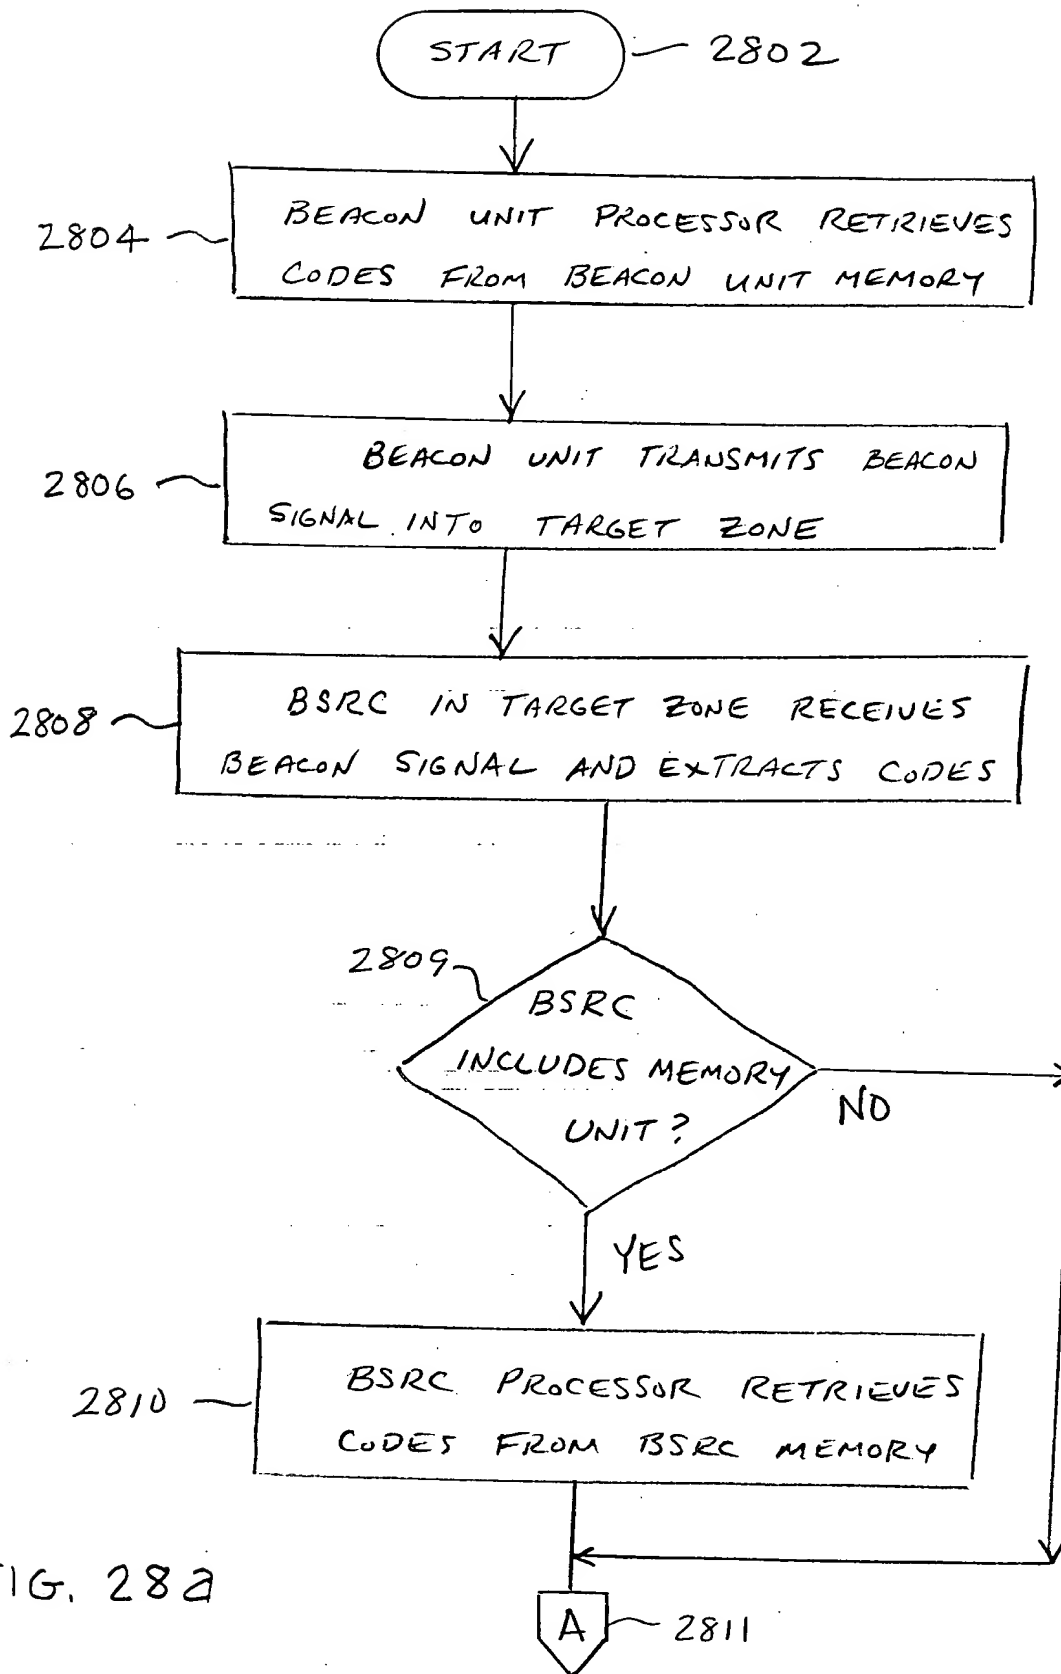 START 2802
2804
BEACON UNIT PROCESSOR RETRIEVES
CODES FROM BEACON UNIT MEMORY
2806
BEACON UNIT TRANSMITS BEACON
SIGNAL INTO TARGET ZONE
2808
BSRC IN TARGET ZONE RECEIVES
BEACON SIGNAL AND EXTRACTS CODES
2809
BSRC
INCLUDES MEMORY
UNIT?
NO
YES
2810
BSRC PROCESSOR RETRIEVES
CODES FROM BSRC MEMORY
IG. 28a
A 2811